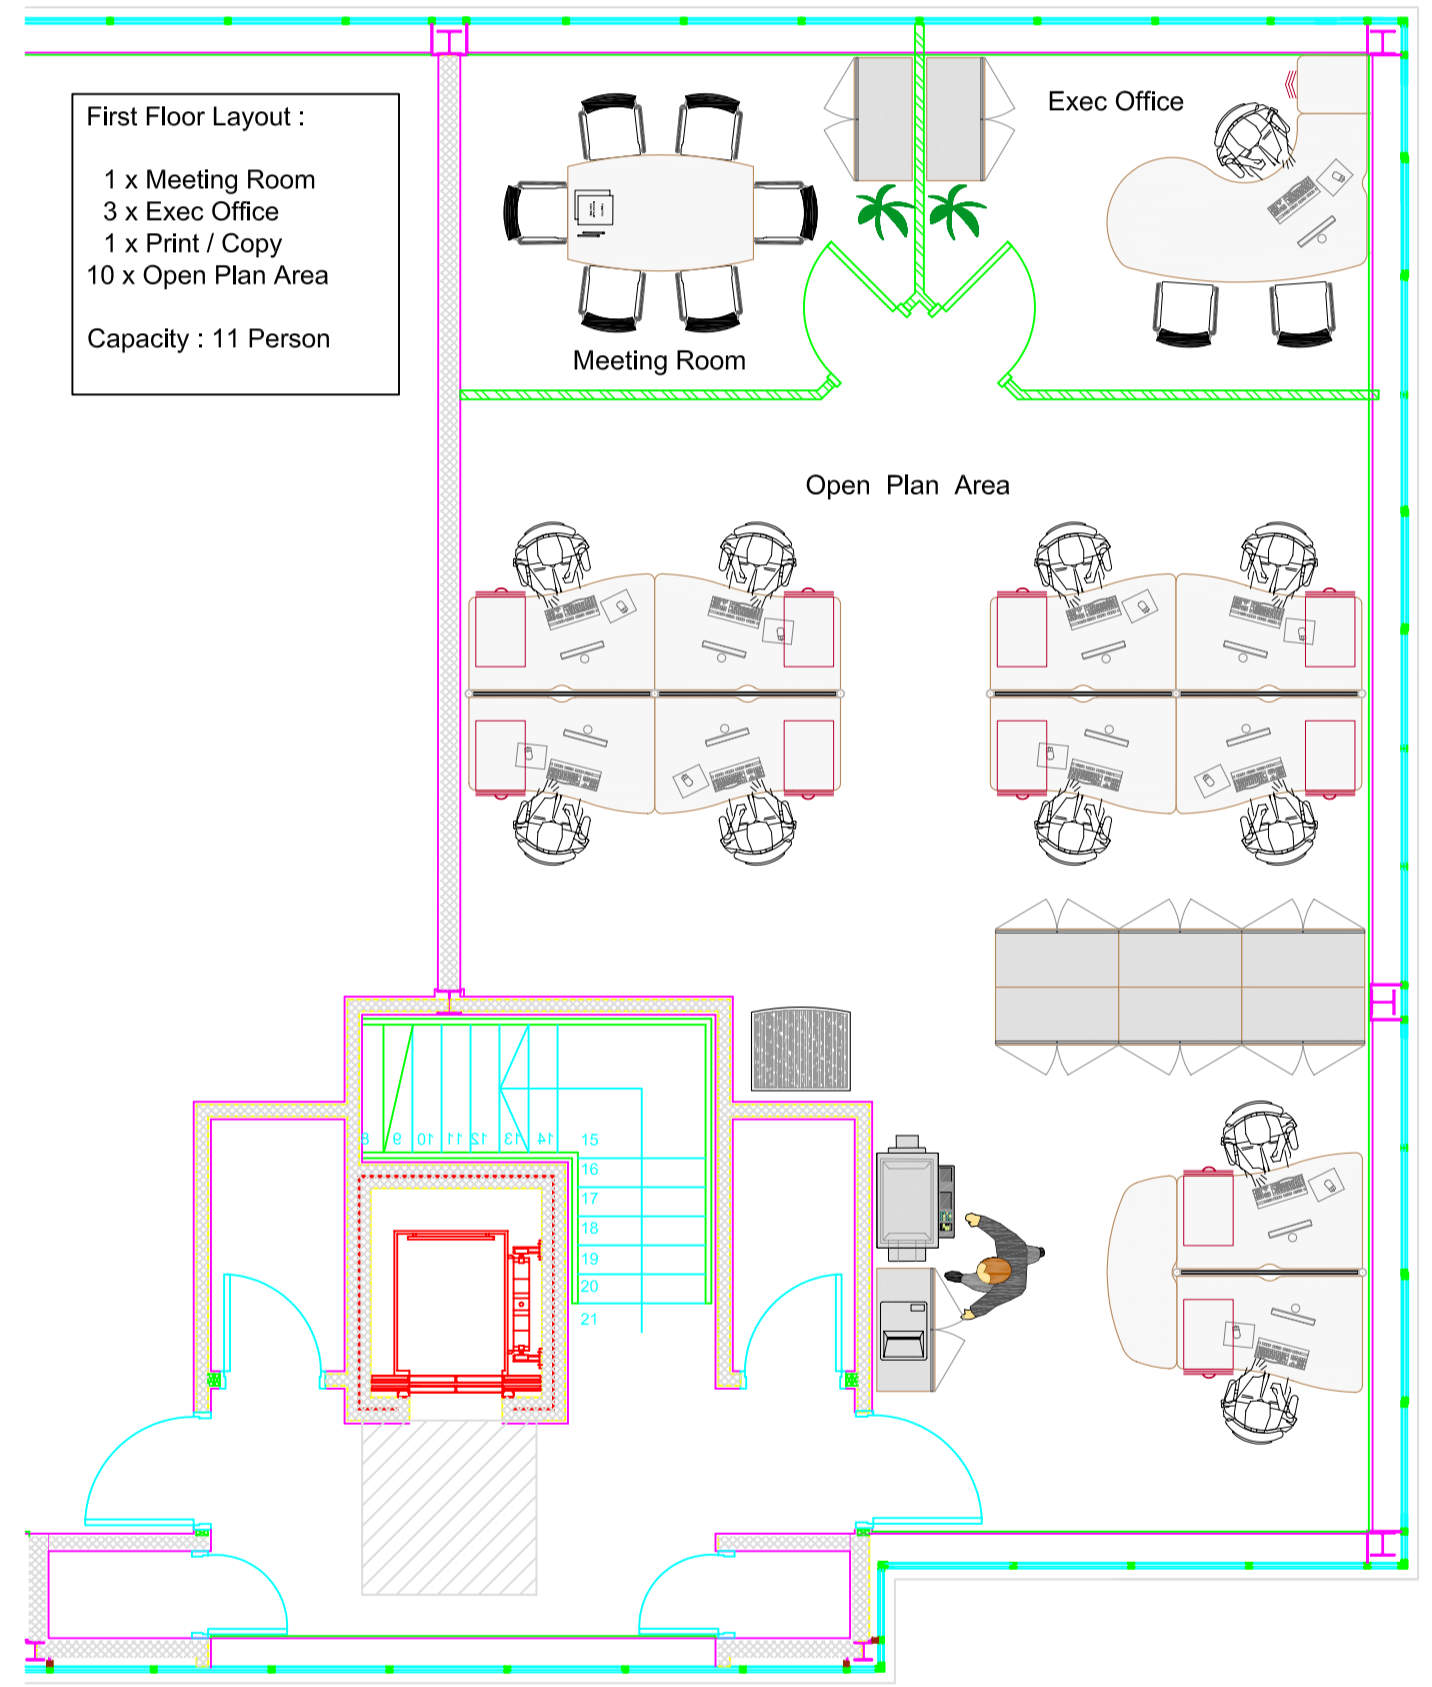 First Floor Layout :
1 x Meeting Room
3 x Exec Office
1 x Print / Copy
10 x Open Plan Area
Capacity : 11 Person
Exec Office
Meeting Room
Open Plan Area
8 9 10 11 12 13 14 15
16
17
18
19
20
21